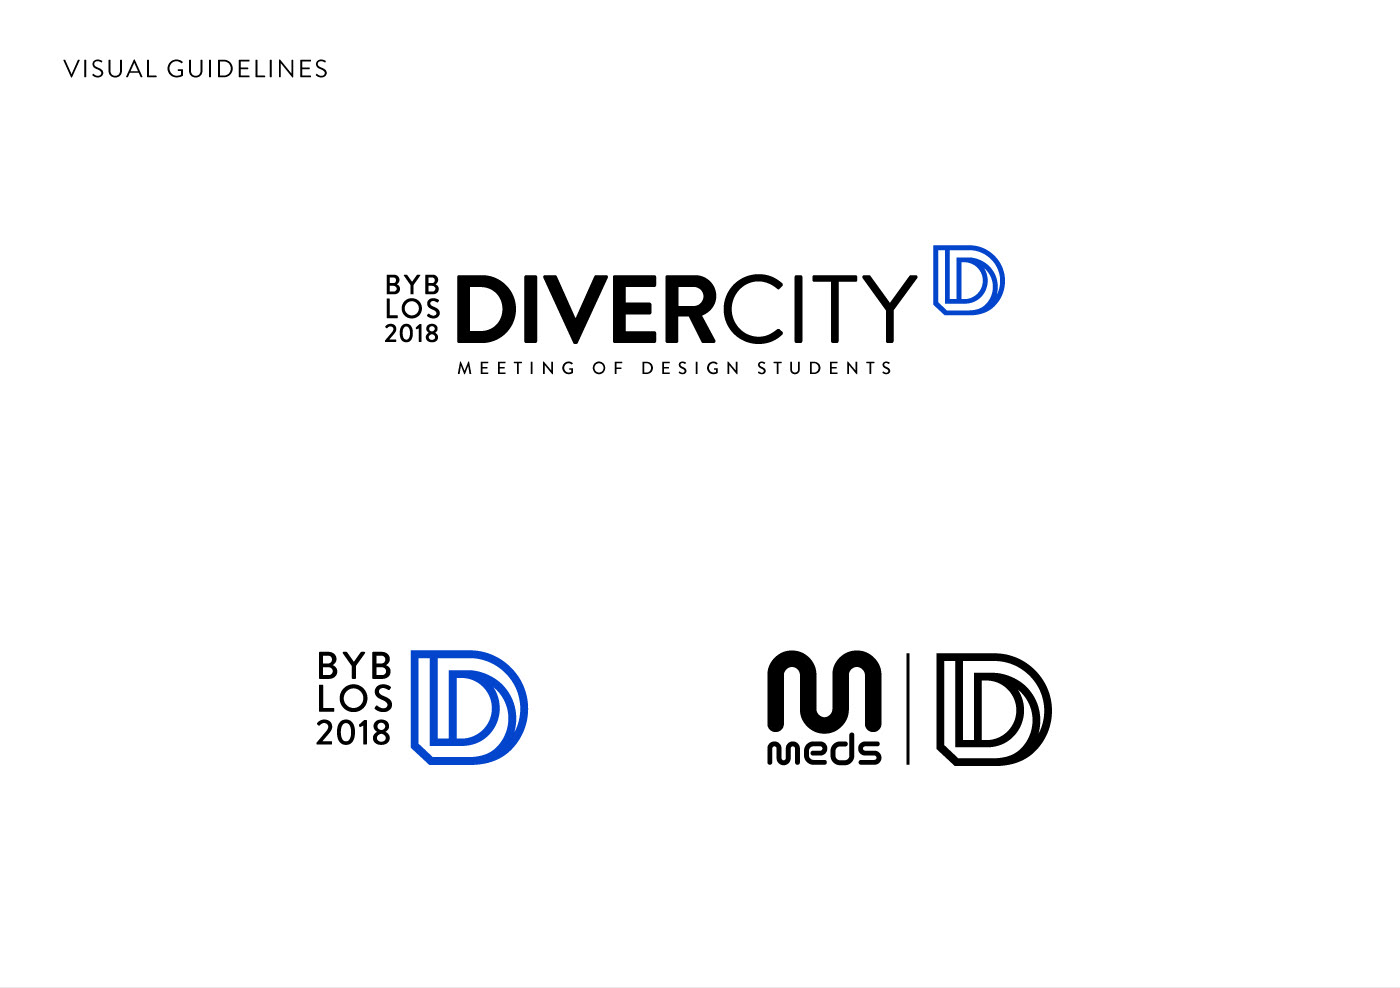 VISUAL GUIDELINES
BYB
LOS
2018
DIVERCITY
D
MEETING OF DESIGN STUDENTS
BYB
LOS
2018
D
M
meds
D